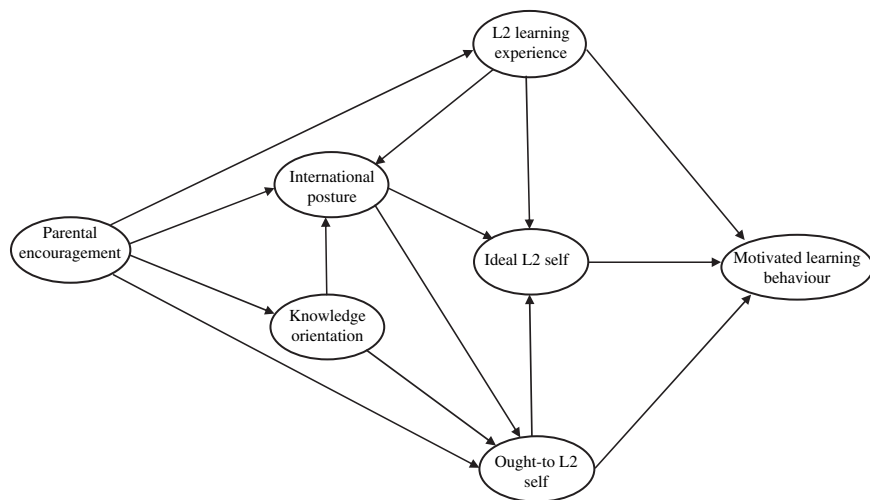 L2 learning
experience
International
posture
Parental
encouragement
Ideal L2 self
Motivated learning
behaviour
Knowledge
orientation
Ought-to L2
self